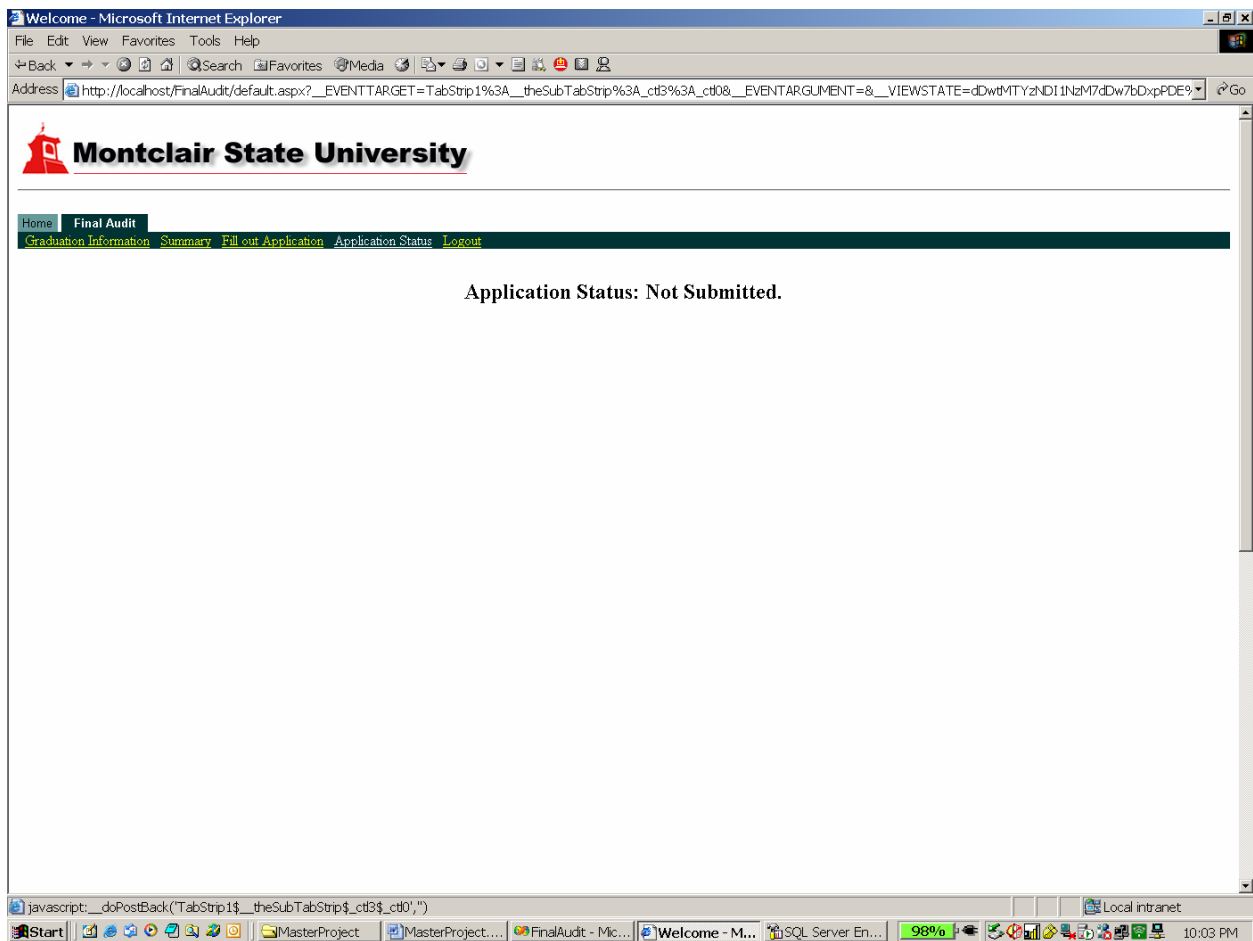 Welcome - Microsoft Internet Explorer
File Edit View Favorites Tools Help
Back Search Favorites Media
Address http://localhost/FinalAudit/default.aspx?__EVENTTARGET=TabStrip1%3A__theSubTabStrip%3A_ctl3%3A_ctl0&__EVENTARGUMENT=&__VIEWSTATE=dDwtMTYzNDI1NzM7dDw7bDxpPDE% Go
Montclair State University
Home Final Audit
Graduation Information Summary Fill out Application Application Status Logout
Application Status: Not Submitted.
javascript:__doPostBack('TabStrip1$__theSubTabStrip$_ctl3$_ctl0','') Local intranet
Start MasterProject MasterProject.... FinalAudit - Mic... Welcome - M... SQL Server En... 98% 10:03 PM